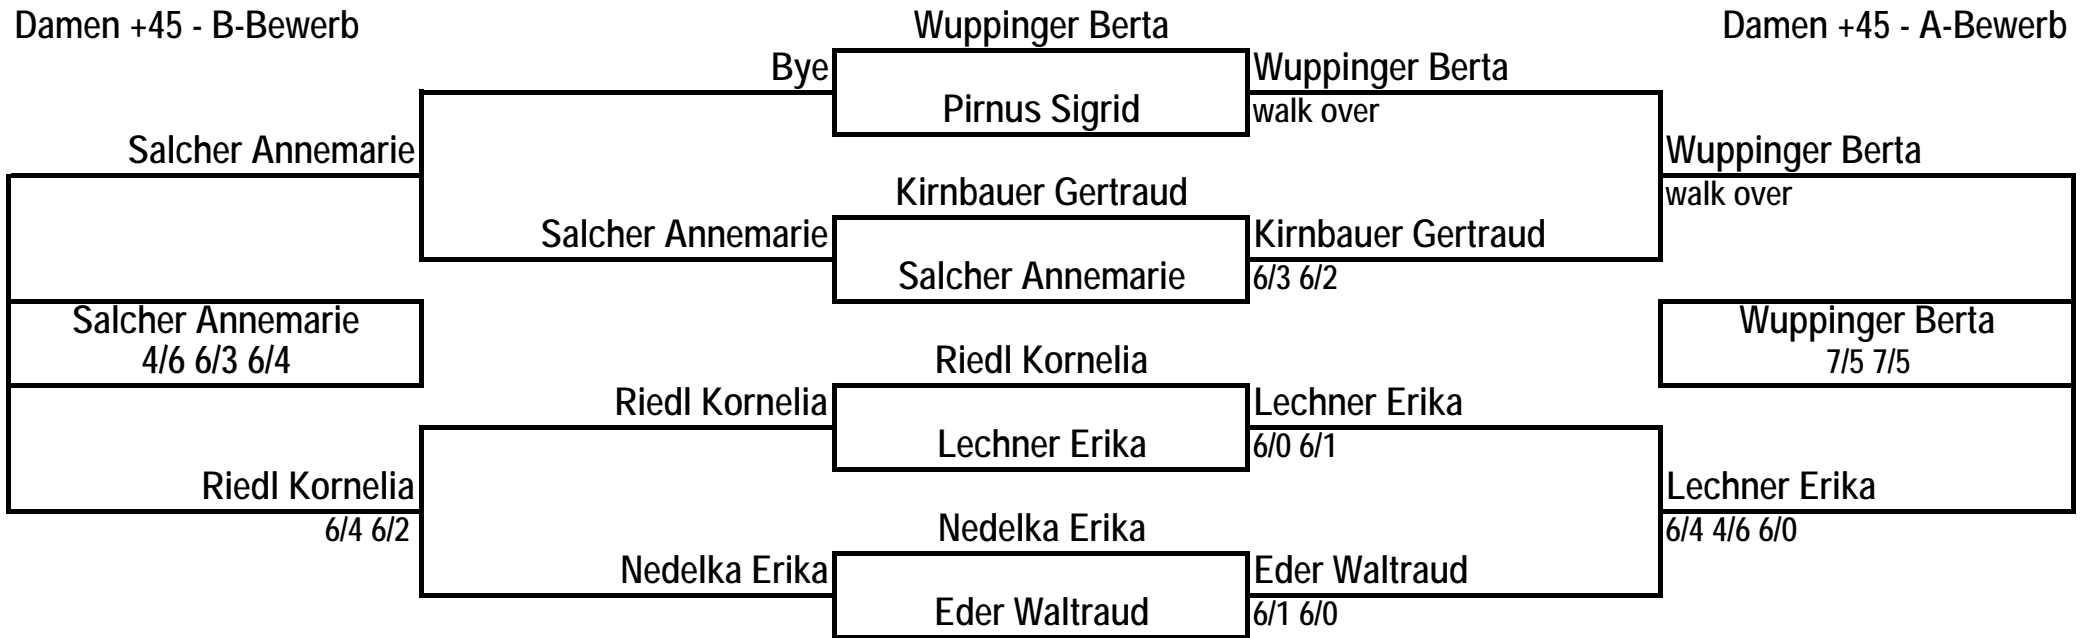 Damen +45 - B-Bewerb
Wuppinger Berta
Damen +45 - A-Bewerb
Bye
Wuppinger Berta
Pirnus Sigrid
walk over
Salcher Annemarie
Wuppinger Berta
Kirnbauer Gertraud
walk over
Salcher Annemarie
Kirnbauer Gertraud
Salcher Annemarie
6/3 6/2
Salcher Annemarie
Wuppinger Berta
4/6 6/3 6/4
Riedl Kornelia
7/5 7/5
Riedl Kornelia
Lechner Erika
Lechner Erika
6/0 6/1
Riedl Kornelia
Lechner Erika
6/4 6/2
Nedelka Erika
6/4 4/6 6/0
Nedelka Erika
Eder Waltraud
Eder Waltraud
6/1 6/0